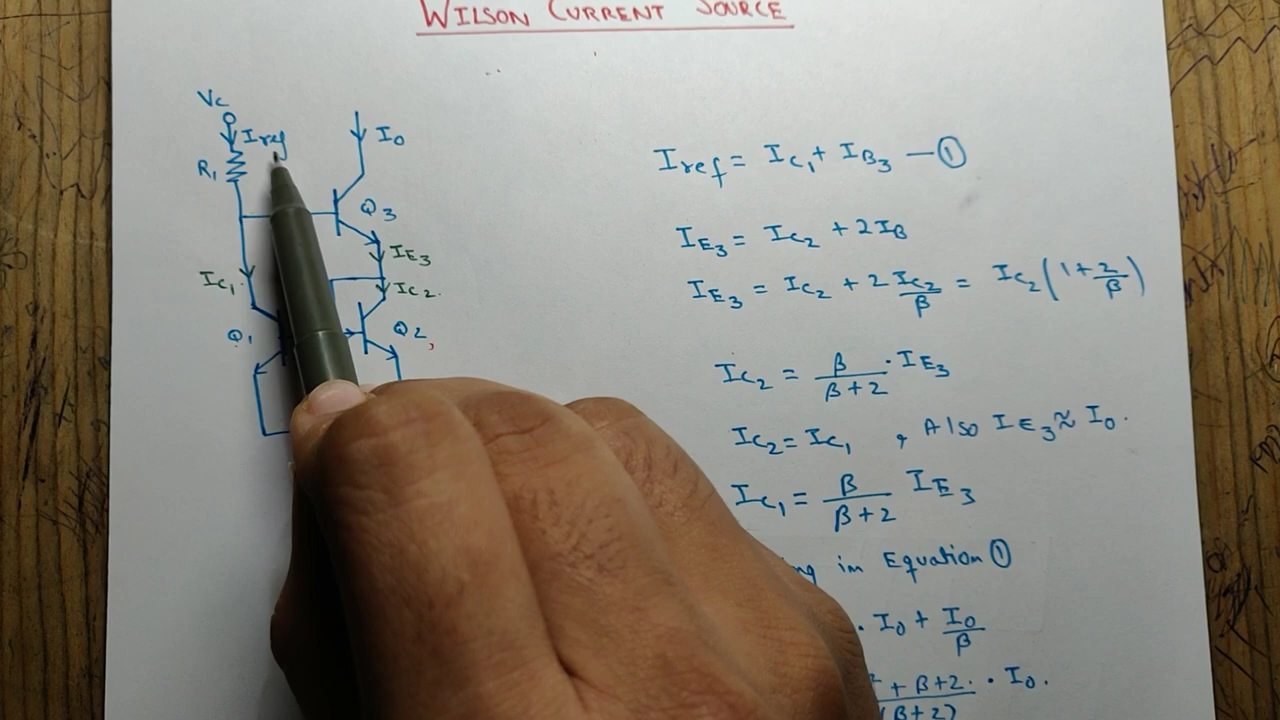 WILSON CURRENT SOURCE
Vc
Iref
I0
R1
Q3
IE3
IC1
IC2.
Q1
Q2,
Iref = IC1 + IB3 — ①
IE3 = IC2 + 2IB
IE3 = IC2 + 2 IC2/β = IC2(1+2/β)
IC2 = β/β+2 · IE3
IC2 = IC1 , Also IE3 ≈ I0.
IC1 = β/β+2 IE3
in Equation ①
· I0 + I0/β
+ β+2 · I0.
(β+2)